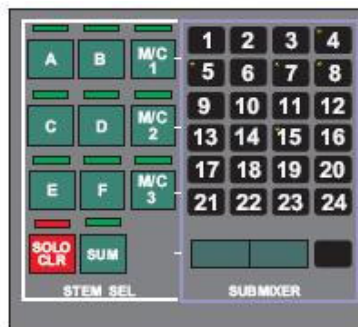 A B M/C 1
C D M/C 2
E F M/C 3
SOLO CLR SUM
STEM SEL
1 2 3 4
5 6 7 8
9 10 11 12
13 14 15 16
17 18 19 20
21 22 23 24
SUBMIXER